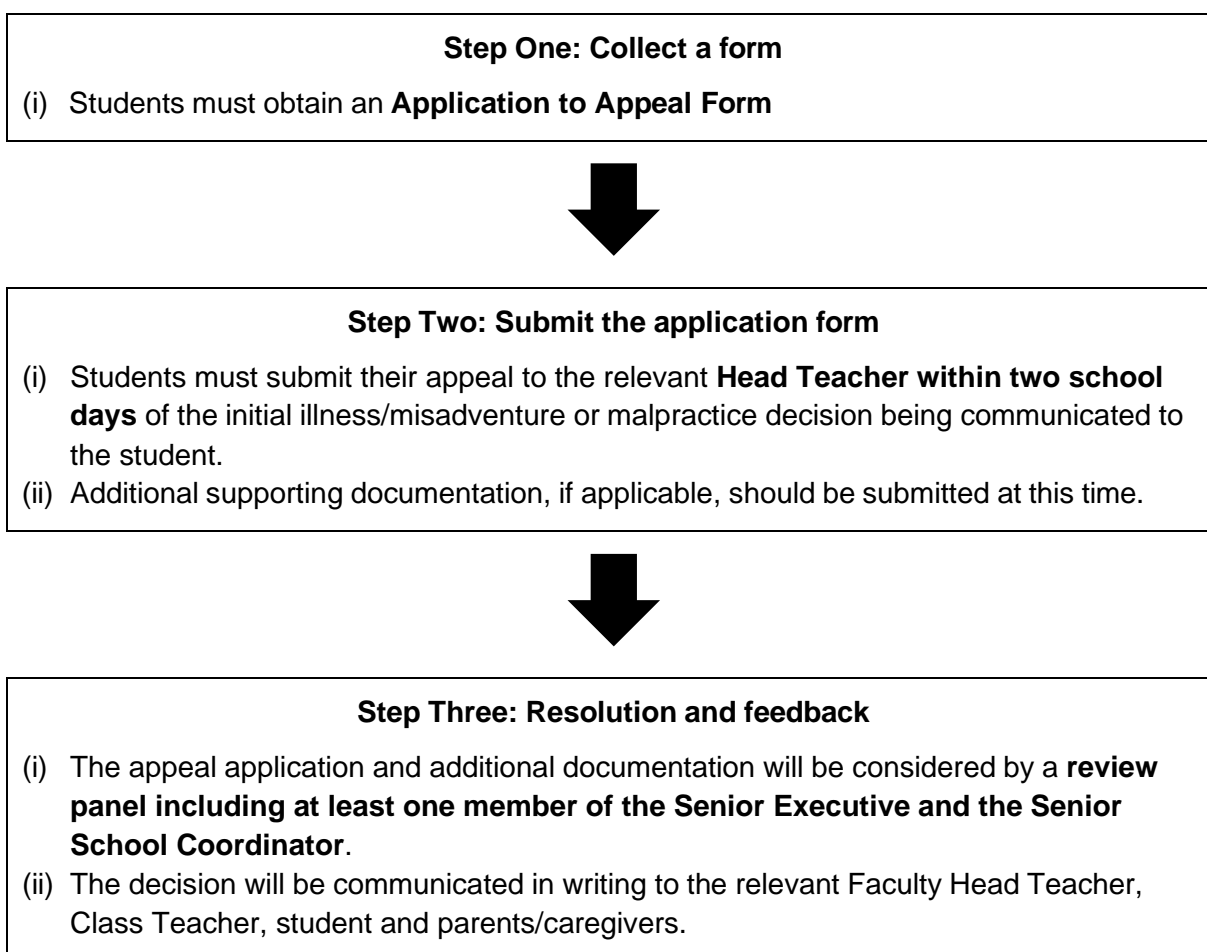 Step One: Collect a form
(i) Students must obtain an Application to Appeal Form
Step Two: Submit the application form
(i) Students must submit their appeal to the relevant Head Teacher within two school
days of the initial illness/misadventure or malpractice decision being communicated to
the student.
(ii) Additional supporting documentation, if applicable, should be submitted at this time.
Step Three: Resolution and feedback
(i) The appeal application and additional documentation will be considered by a review
panel including at least one member of the Senior Executive and the Senior
School Coordinator.
(ii) The decision will be communicated in writing to the relevant Faculty Head Teacher,
Class Teacher, student and parents/caregivers.